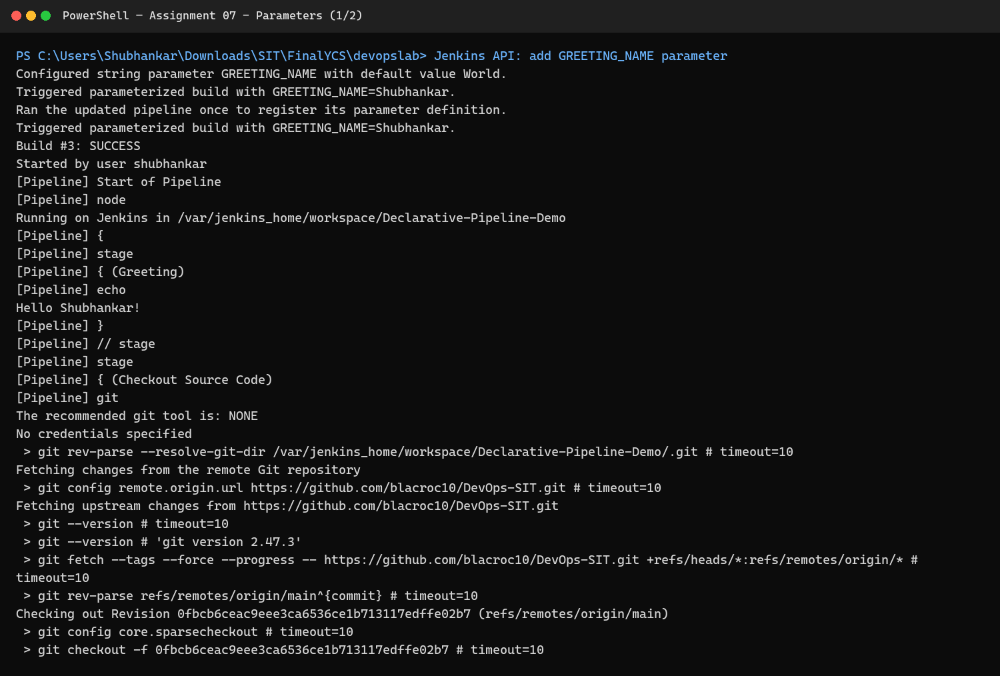 PowerShell — Assignment 07 - Parameters (1/2)
PS C:\Users\Shubhankar\Downloads\SIT\FinalYCS\devopslab> Jenkins API: add GREETING_NAME parameter
Configured string parameter GREETING_NAME with default value World.
Triggered parameterized build with GREETING_NAME=Shubhankar.
Ran the updated pipeline once to register its parameter definition.
Triggered parameterized build with GREETING_NAME=Shubhankar.
Build #3: SUCCESS
Started by user shubhankar
[Pipeline] Start of Pipeline
[Pipeline] node
Running on Jenkins in /var/jenkins_home/workspace/Declarative-Pipeline-Demo
[Pipeline] {
[Pipeline] stage
[Pipeline] { (Greeting)
[Pipeline] echo
Hello Shubhankar!
[Pipeline] }
[Pipeline] // stage
[Pipeline] stage
[Pipeline] { (Checkout Source Code)
[Pipeline] git
The recommended git tool is: NONE
No credentials specified
 > git rev-parse --resolve-git-dir /var/jenkins_home/workspace/Declarative-Pipeline-Demo/.git # timeout=10
Fetching changes from the remote Git repository
 > git config remote.origin.url https://github.com/blacroc10/DevOps-SIT.git # timeout=10
Fetching upstream changes from https://github.com/blacroc10/DevOps-SIT.git
 > git --version # timeout=10
 > git --version # 'git version 2.47.3'
 > git fetch --tags --force --progress -- https://github.com/blacroc10/DevOps-SIT.git +refs/heads/*:refs/remotes/origin/* #
timeout=10
 > git rev-parse refs/remotes/origin/main^{commit} # timeout=10
Checking out Revision 0fbcb6ceac9eee3ca6536ce1b713117edffe02b7 (refs/remotes/origin/main)
 > git config core.sparsecheckout # timeout=10
 > git checkout -f 0fbcb6ceac9eee3ca6536ce1b713117edffe02b7 # timeout=10